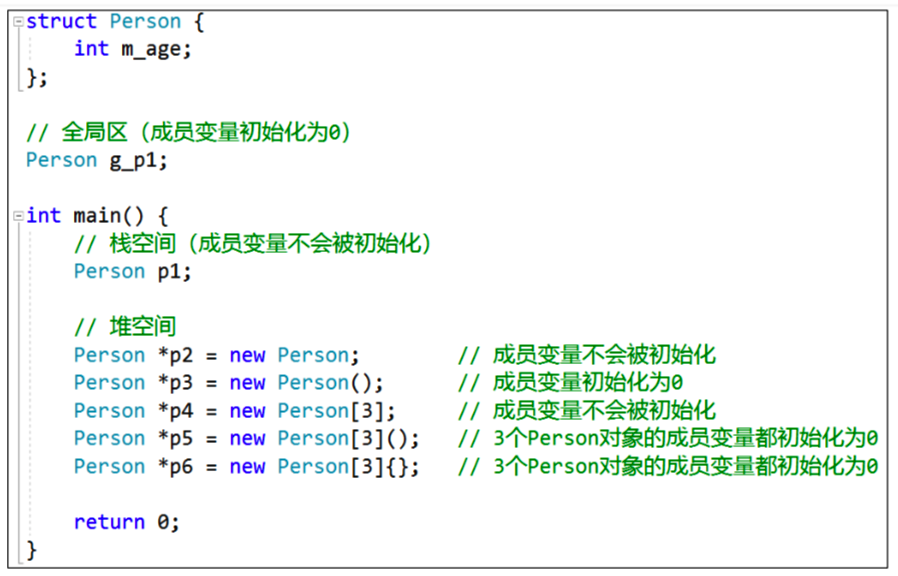 struct Person {
    int m_age;
};
// 全局区（成员变量初始化为0）
Person g_p1;
int main() {
    // 栈空间（成员变量不会被初始化）
    Person p1;
    // 堆空间
    Person *p2 = new Person;        // 成员变量不会被初始化
    Person *p3 = new Person();      // 成员变量初始化为0
    Person *p4 = new Person[3];     // 成员变量不会被初始化
    Person *p5 = new Person[3]();   // 3个Person对象的成员变量都初始化为0
    Person *p6 = new Person[3]{};   // 3个Person对象的成员变量都初始化为0
    return 0;
}